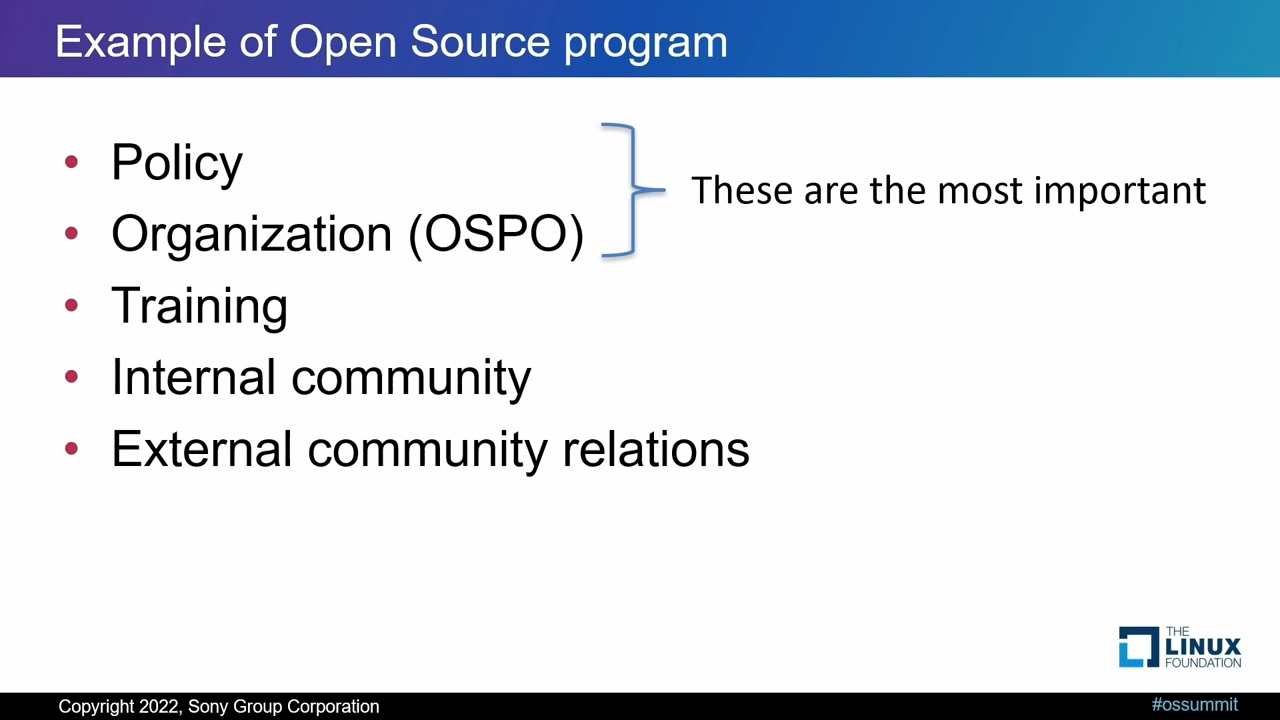 Example of Open Source program
• Policy
• Organization (OSPO)
These are the most important
• Training
• Internal community
• External community relations
THE
LINUX
FOUNDATION
Copyright 2022, Sony Group Corporation
#ossummit